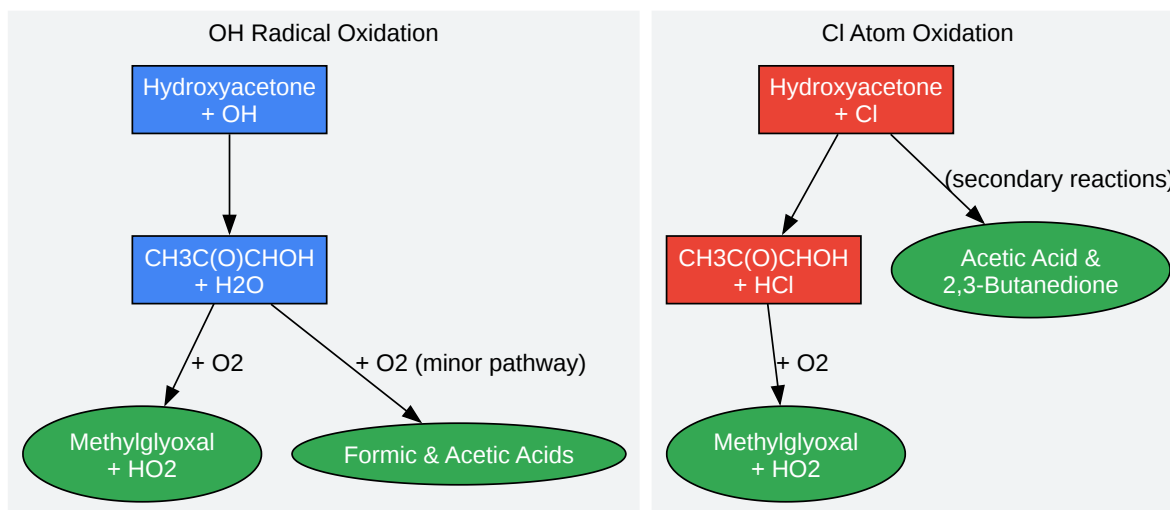 OH Radical Oxidation
Hydroxyacetone
+ OH
CH3C(O)CHOH
+ H2O
+ O2
+ O2 (minor pathway)
Methylglyoxal
+ HO2
Formic & Acetic Acids
Cl Atom Oxidation
Hydroxyacetone
+ Cl
(secondary reactions)
CH3C(O)CHOH
+ HCl
Acetic Acid &
2,3-Butanedione
+ O2
Methylglyoxal
+ HO2